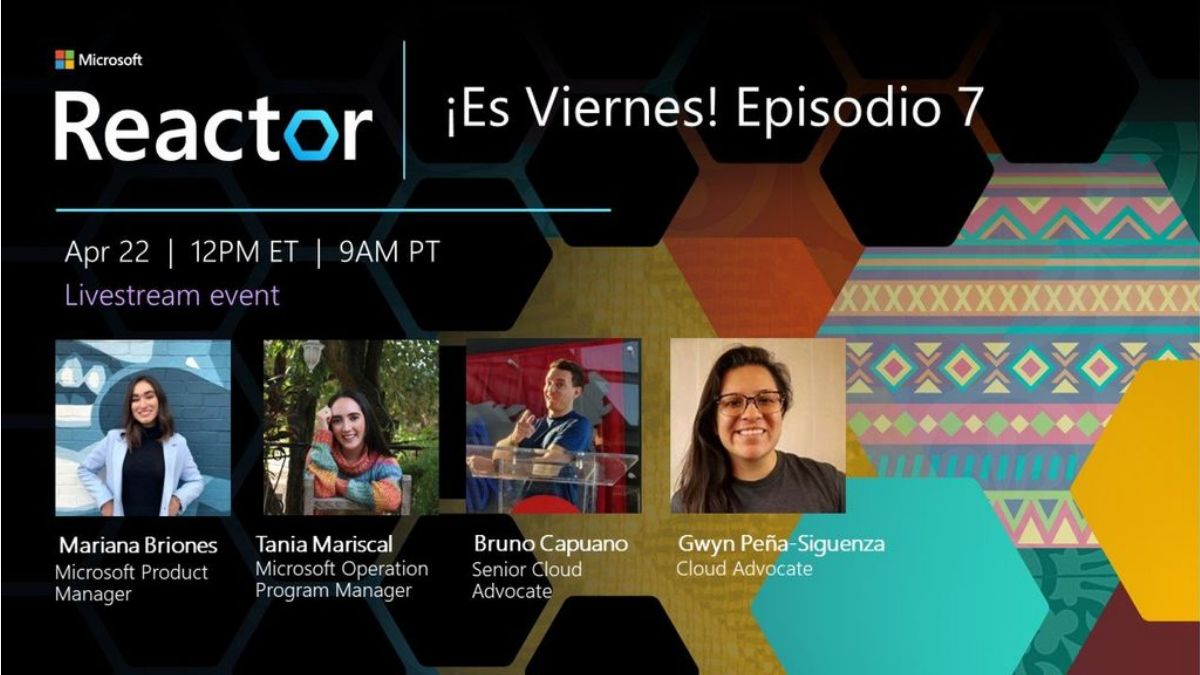 Microsoft
Reactor
¡Es Viernes! Episodio 7
Apr 22 | 12PM ET | 9AM PT
Livestream event
Mariana Briones
Microsoft Product
Manager
Tania Mariscal
Microsoft Operation
Program Manager
Bruno Capuano
Senior Cloud
Advocate
Gwyn Peña-Siguenza
Cloud Advocate